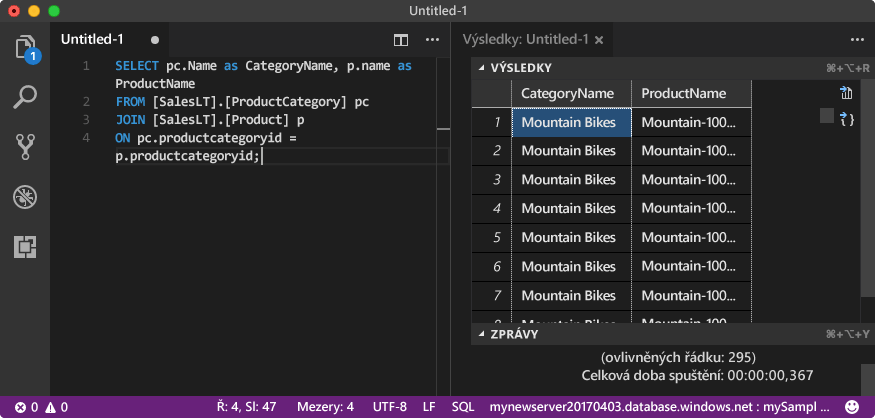 Untitled-1
Untitled-1
Výsledky: Untitled-1
1
1 SELECT pc.Name as CategoryName, p.name as
ProductName
2 FROM [SalesLT].[ProductCategory] pc
3 JOIN [SalesLT].[Product] p
4 ON pc.productcategoryid =
p.productcategoryid;
VÝSLEDKY ⌘+⌥+R
CategoryName ProductName
1 Mountain Bikes Mountain-100...
2 Mountain Bikes Mountain-100...
3 Mountain Bikes Mountain-100...
4 Mountain Bikes Mountain-100...
5 Mountain Bikes Mountain-100...
6 Mountain Bikes Mountain-100...
7 Mountain Bikes Mountain-100...
8 Mountain Bikes Mountain-100...
ZPRÁVY ⌘+⌥+Y
(ovlivněných řádku: 295)
Celková doba spuštění: 00:00:00,367
0 0 Ř: 4, Sl: 47 Mezery: 4 UTF-8 LF SQL mynewserver20170403.database.windows.net : mySampl ...